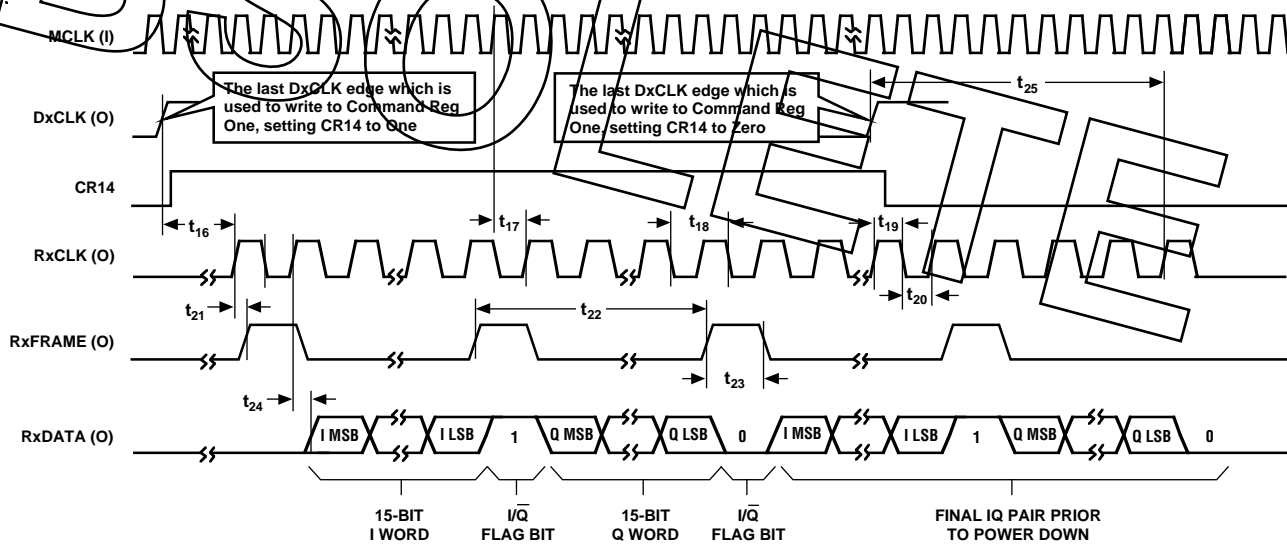 MCLK (I)
The last DxCLK edge which is
used to write to Command Reg
One, setting CR14 to One
The last DxCLK edge which is
used to write to Command Reg
One, setting CR14 to Zero
t25
DxCLK (O)
CR14
t16
t17
t18
t19
RxCLK (O)
t20
t21
t22
RxFRAME (O)
t23
t24
RxDATA (O)
I MSB
I LSB
1
Q MSB
Q LSB
0
I MSB
I LSB
1
Q MSB
Q LSB
0
15-BIT
I WORD
I/Q̅
FLAG BIT
15-BIT
Q WORD
I/Q̅
FLAG BIT
FINAL IQ PAIR PRIOR
TO POWER DOWN
OBSOLETE